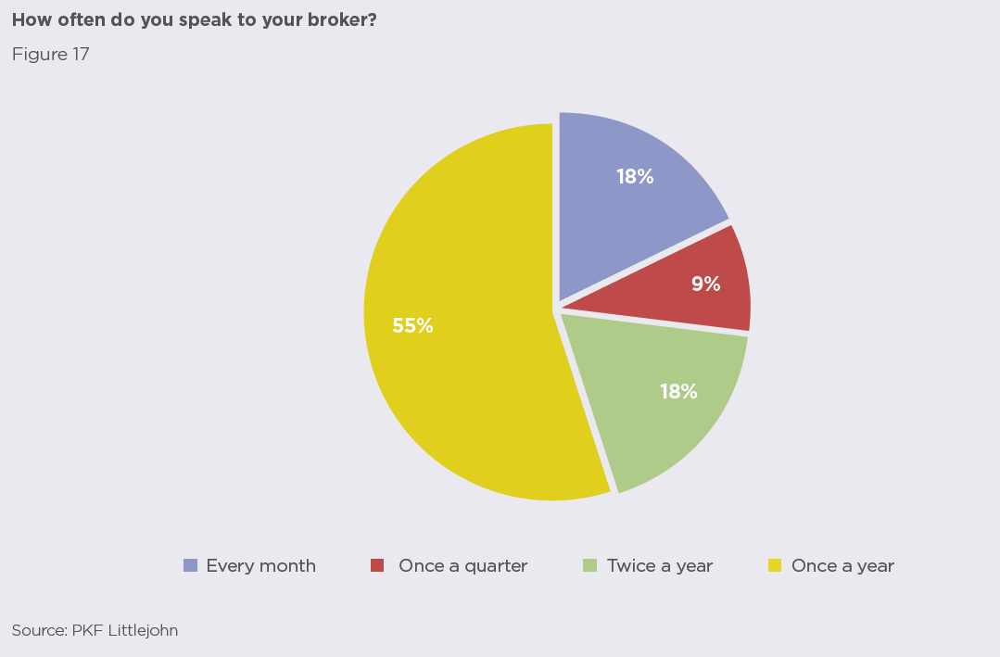 How often do you speak to your broker?
Figure 17
18%
9%
55%
18%
Every month Once a quarter Twice a year Once a year
Source: PKF Littlejohn